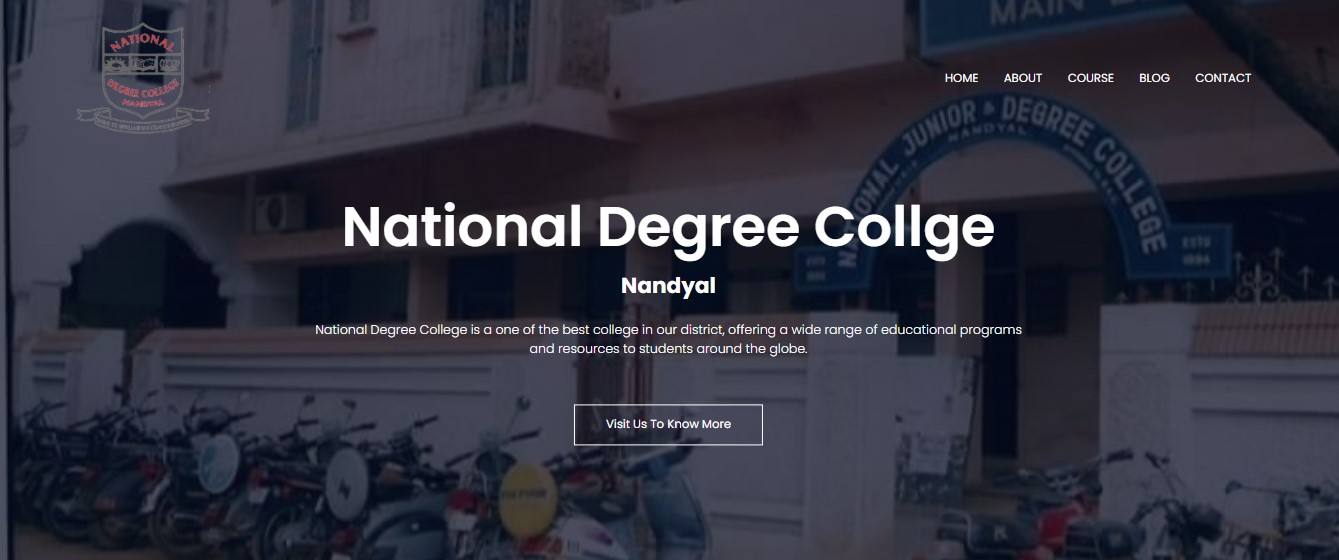 NATIONAL
DEGREE COLLEGE
NANDYAL
HOME ABOUT COURSE BLOG CONTACT
MAIN
NATIONAL JUNIOR & DEGREE COLLEGE
NANDYAL
ESTD
ESTD
National Degree Collge
Nandyal
National Degree College is a one of the best college in our district, offering a wide range of educational programs
and resources to students around the globe.
Visit Us To Know More